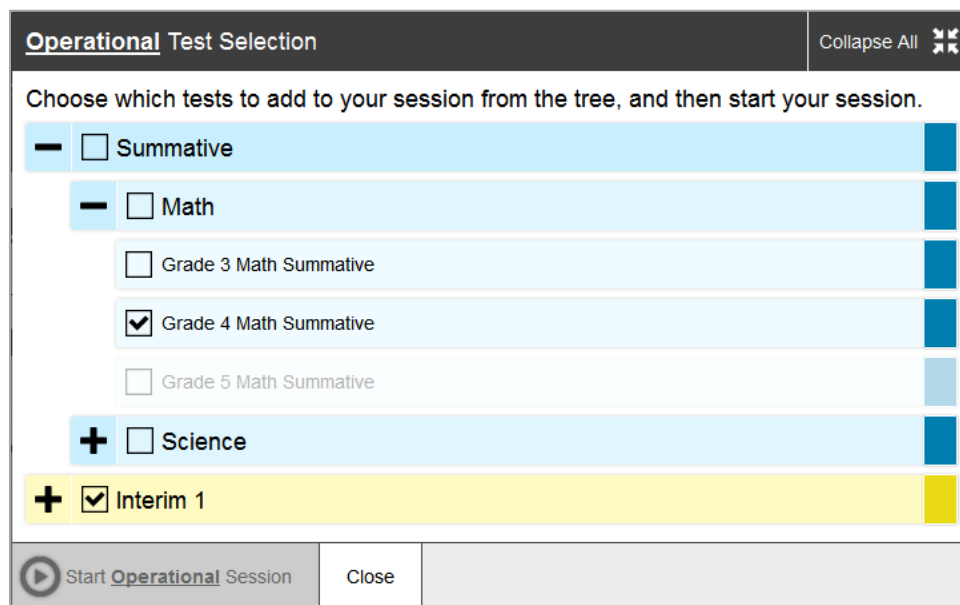 Operational Test Selection
Collapse All
Choose which tests to add to your session from the tree, and then start your session.
Summative
Math
Grade 3 Math Summative
Grade 4 Math Summative
Grade 5 Math Summative
Science
Interim 1
Start Operational Session
Close